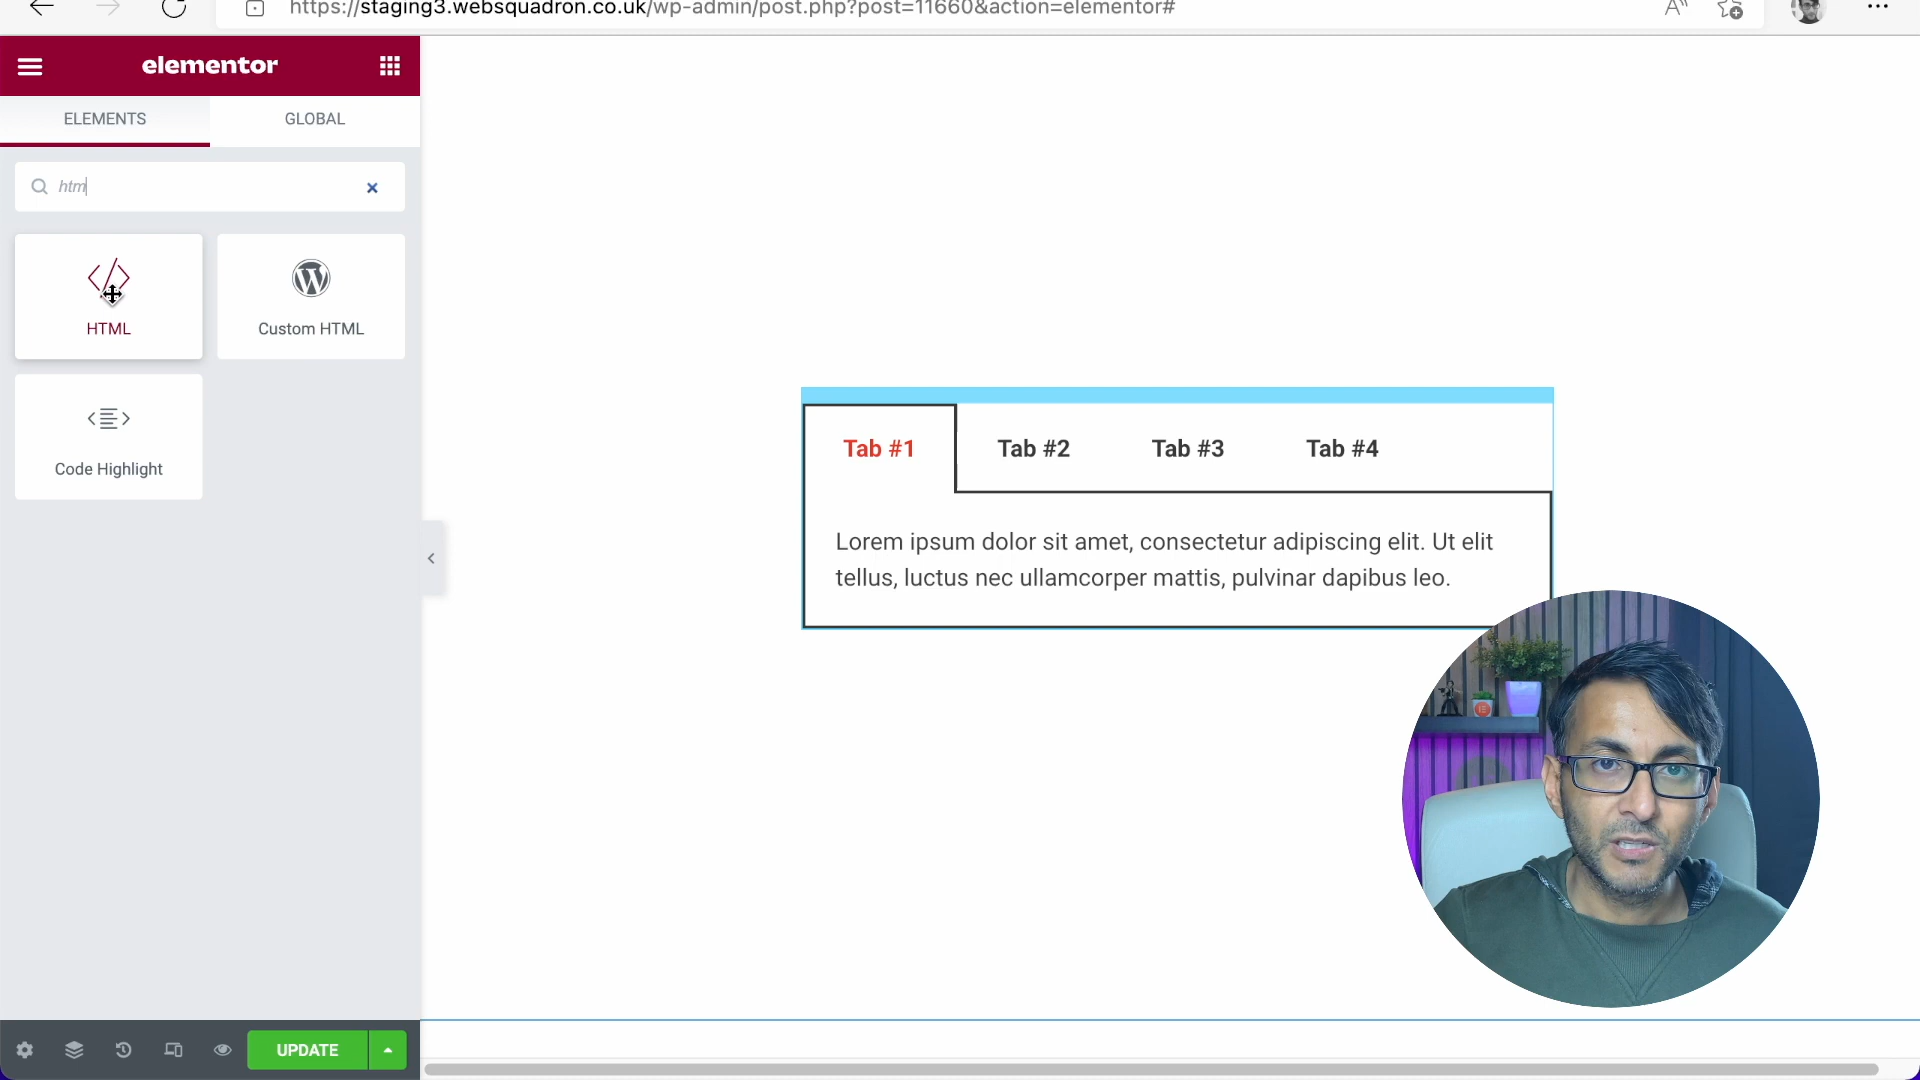 https://staging3.websquadron.co.uk/wp-admin/post.php?post=11660&action=elementor#
elementor
ELEMENTS
GLOBAL
htm
HTML
Custom HTML
Code Highlight
Tab #1
Tab #2
Tab #3
Tab #4
Lorem ipsum dolor sit amet, consectetur adipiscing elit. Ut elit
tellus, luctus nec ullamcorper mattis, pulvinar dapibus leo.
UPDATE